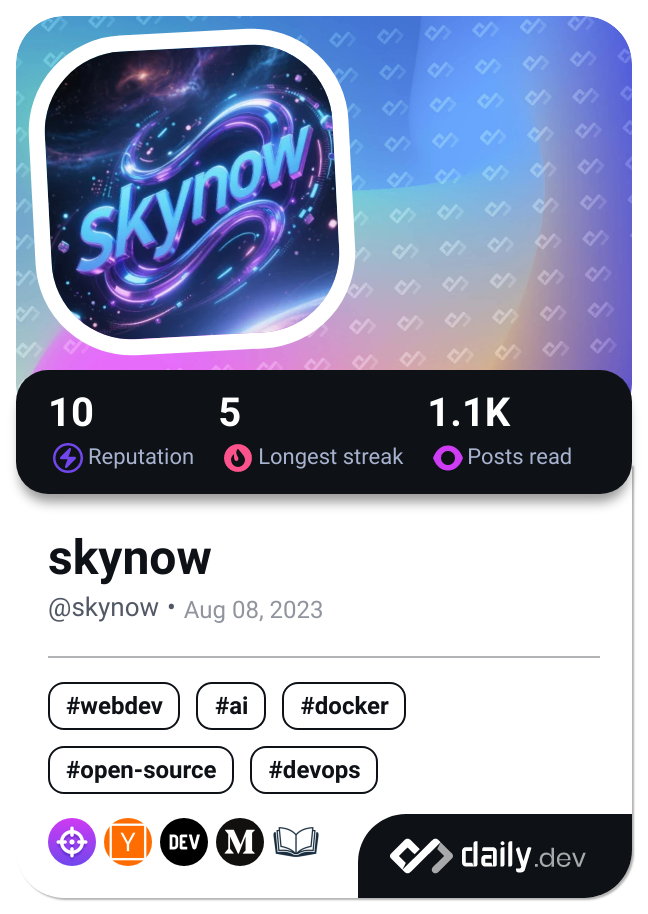 skynow
10 5 1.1K
Reputation Longest streak Posts read
skynow
@skynow • Aug 08, 2023
#webdev #ai #docker
#open-source #devops
Y DEV M
daily.dev